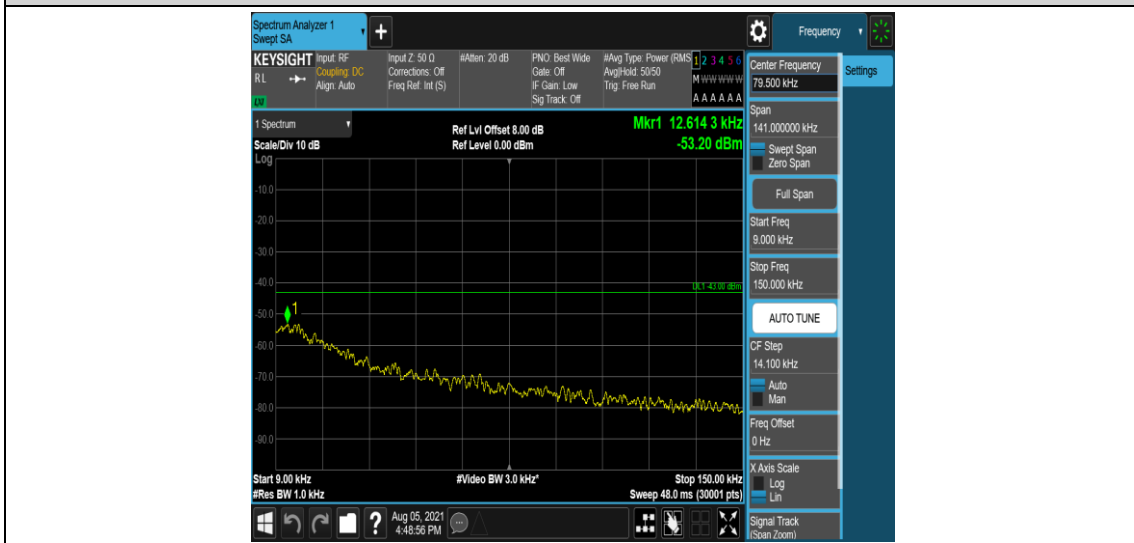 Spectrum Analyzer 1
Swept SA
+
Frequency
KEYSIGHT
RL
LXI
Input: RF
Coupling: DC
Align: Auto
Input Z: 50 Ω
Corrections: Off
Freq Ref: Int (S)
#Atten: 20 dB
PNO: Best Wide
Gate: Off
IF Gain: Low
Sig Track: Off
#Avg Type: Power (RMS
Avg|Hold: 50/50
Trig: Free Run
1 2 3 4 5 6
M W W W W W
A A A A A A
1 Spectrum
Scale/Div 10 dB
Ref Lvl Offset 8.00 dB
Ref Level 0.00 dBm
Mkr1 12.614 3 kHz
-53.20 dBm
Log
-10.0
-20.0
-30.0
-40.0
-50.0
-60.0
-70.0
-80.0
-90.0
DL1 -43.00 dBm
1
Start 9.00 kHz
#Res BW 1.0 kHz
#Video BW 3.0 kHz*
Stop 150.00 kHz
Sweep 48.0 ms (30001 pts)
Aug 05, 2021
4:48:56 PM
?
Center Frequency
79.500 kHz
Settings
Span
141.000000 kHz
Swept Span
Zero Span
Full Span
Start Freq
9.000 kHz
Stop Freq
150.000 kHz
AUTO TUNE
CF Step
14.100 kHz
Auto
Man
Freq Offset
0 Hz
X Axis Scale
Log
Lin
Signal Track
(Span Zoom)